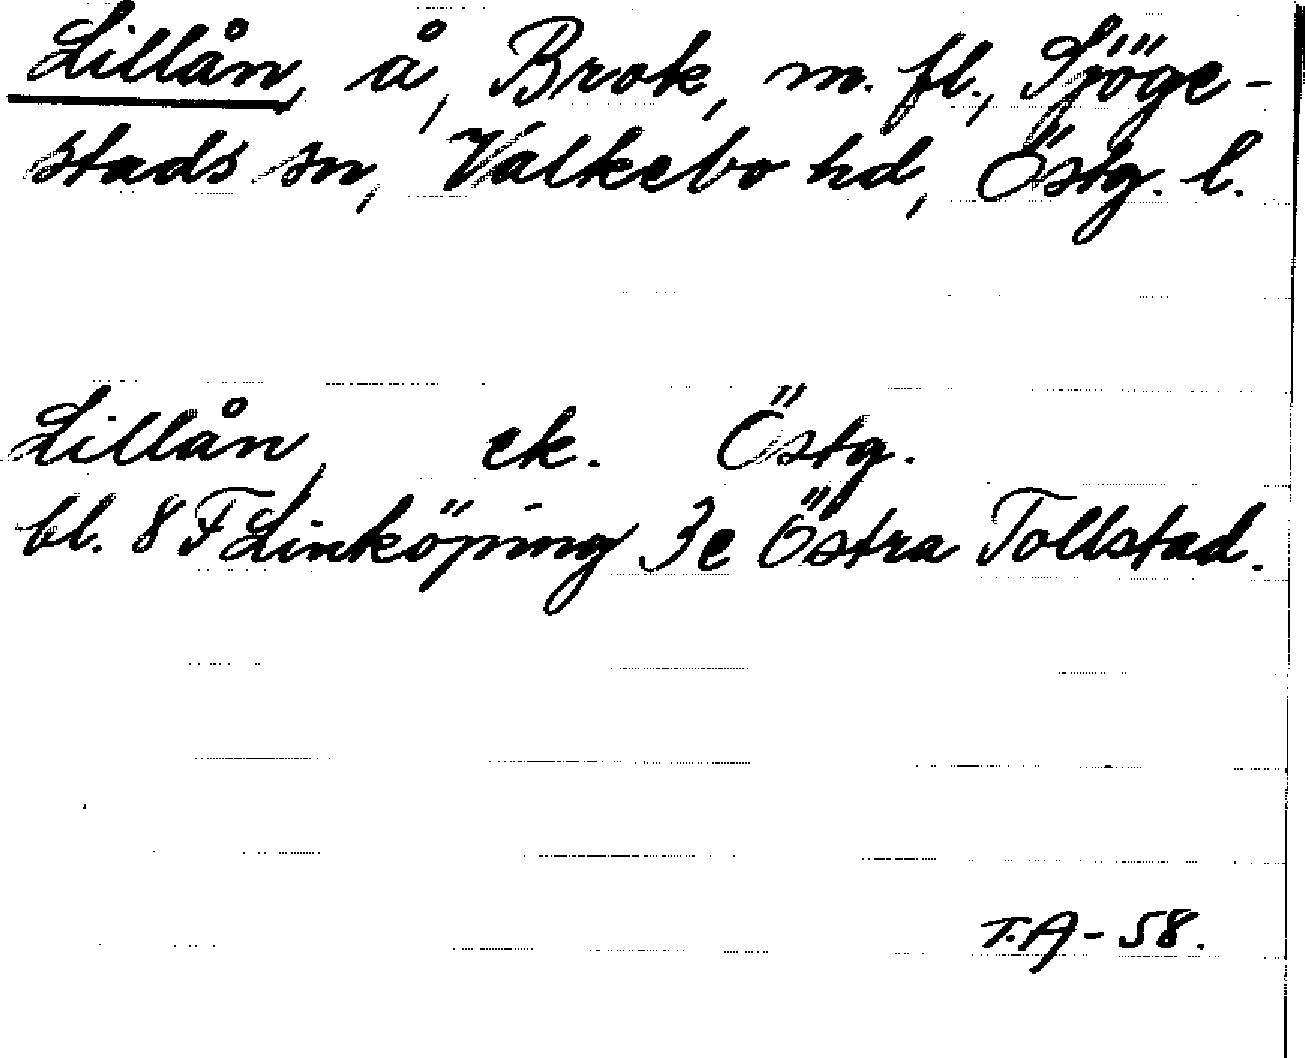 Lillån, å, Brok, m. fl., Sjöge-
stads sn, Valkebo hd, Östg. l.
Lillån, ek. Östg.
bl. 8 F Linköping 3e Östra Tollstad.
T.A-58.